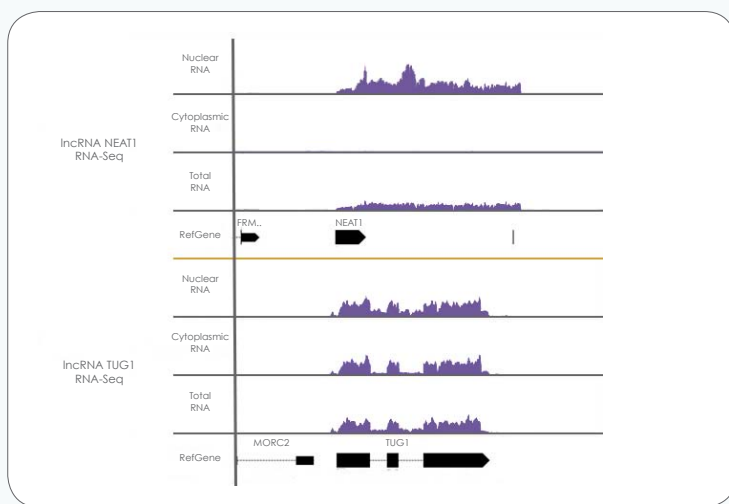 Nuclear
RNA
Cytoplasmic
RNA
lncRNA NEAT1
RNA-Seq
Total
RNA
FRM..
NEAT1
RefGene
Nuclear
RNA
Cytoplasmic
RNA
lncRNA TUG1
RNA-Seq
Total
RNA
MORC2
TUG1
RefGene